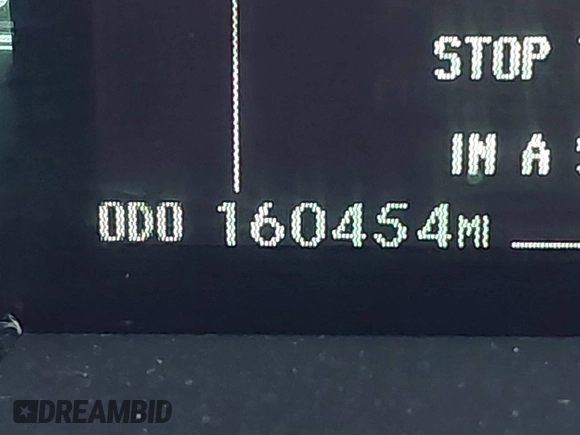 STOP
IN A
ODO 160454MI
DREAMBID